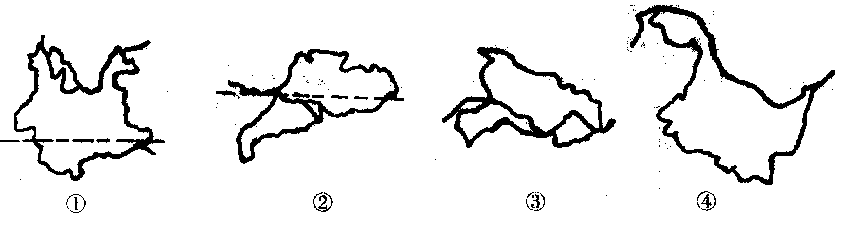 ① ② ③ ④